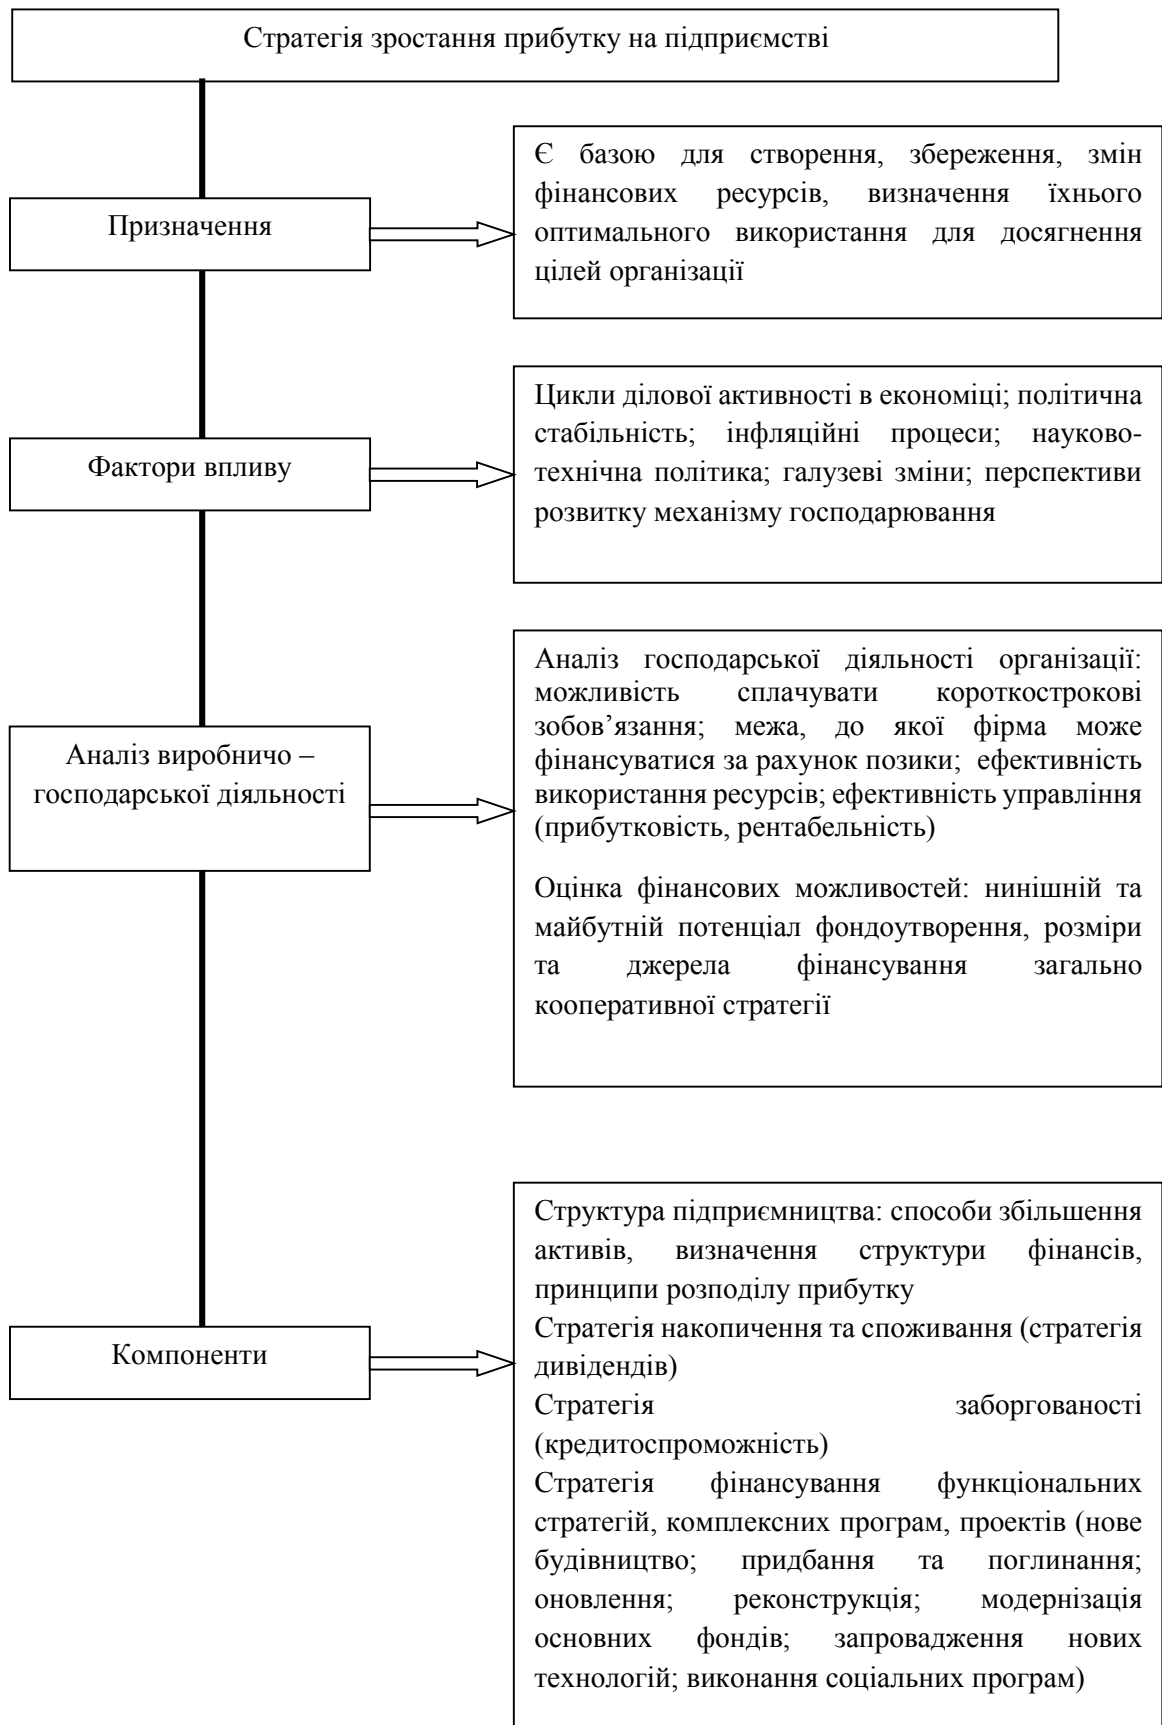 Стратегія зростання прибутку на підприємстві
Призначення
Є базою для створення, збереження, змін
фінансових ресурсів, визначення їхнього
оптимального використання для досягнення
цілей організації
Фактори впливу
Цикли ділової активності в економіці; політична
стабільність; інфляційні процеси; науково-
технічна політика; галузеві зміни; перспективи
розвитку механізму господарювання
Аналіз виробничо –
господарської діяльності
Аналіз господарської діяльності організації:
можливість сплачувати короткострокові
зобов’язання; межа, до якої фірма може
фінансуватися за рахунок позики; ефективність
використання ресурсів; ефективність управління
(прибутковість, рентабельність)
Оцінка фінансових можливостей: нинішній та
майбутній потенціал фондоутворення, розміри
та джерела фінансування загально
кооперативної стратегії
Компоненти
Структура підприємництва: способи збільшення
активів, визначення структури фінансів,
принципи розподілу прибутку
Стратегія накопичення та споживання (стратегія
дивідендів)
Стратегія заборгованості
(кредитоспроможність)
Стратегія фінансування функціональних
стратегій, комплексних програм, проектів (нове
будівництво; придбання та поглинання;
оновлення; реконструкція; модернізація
основних фондів; запровадження нових
технологій; виконання соціальних програм)